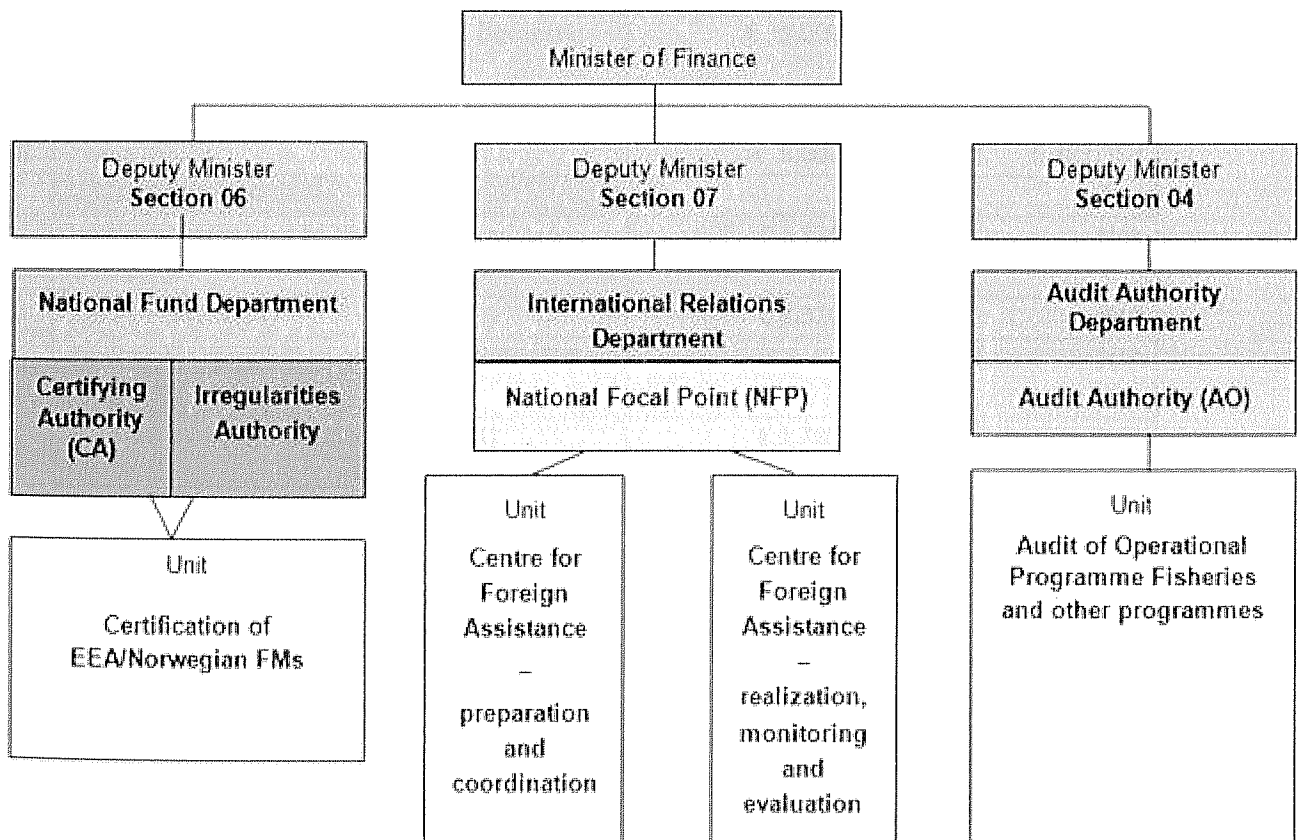 Minister of Finance
Deputy Minister
Section 06
Deputy Minister
Section 07
Deputy Minister
Section 04
National Fund Department
International Relations
Department
Audit Authority
Department
Certifying
Authority
(CA)
Irregularities
Authority
National Focal Point (NFP)
Audit Authority (AO)
Unit
Certification of
EEA/Norwegian FMs
Unit
Centre for
Foreign
Assistance
–
preparation
and
coordination
Unit
Centre for
Foreign
Assistance
–
realization,
monitoring
and
evaluation
Unit
Audit of Operational
Programme Fisheries
and other programmes